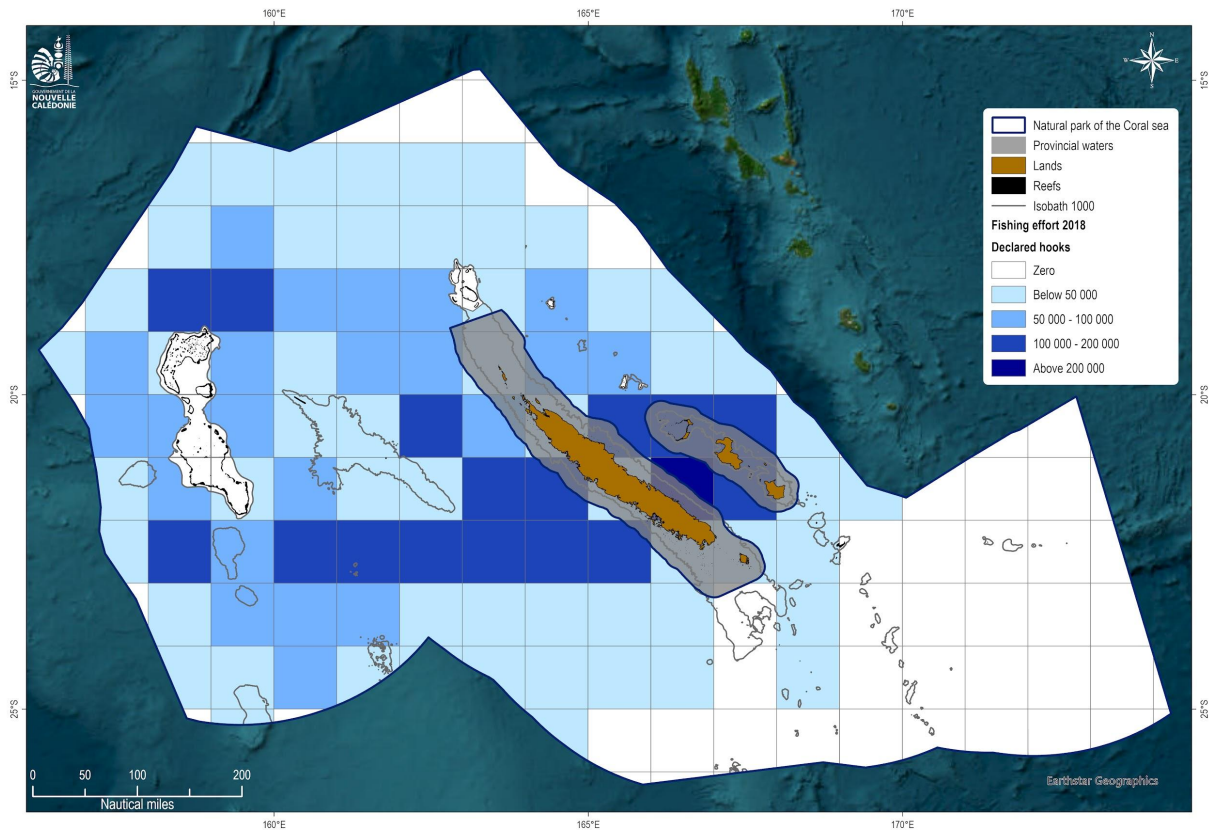 160°E
165°E
170°E
15°S
15°S
GOUVERNEMENT DE LA
NOUVELLE
CALÉDONIE
N
W
E
S
Natural park of the Coral sea
Provincial waters
Lands
Reefs
Isobath 1000
Fishing effort 2018
Declared hooks
Zero
Below 50 000
50 000 - 100 000
100 000 - 200 000
Above 200 000
20°S
20°S
25°S
25°S
0
50
100
200
Nautical miles
Earthstar Geographics
160°E
165°E
170°E